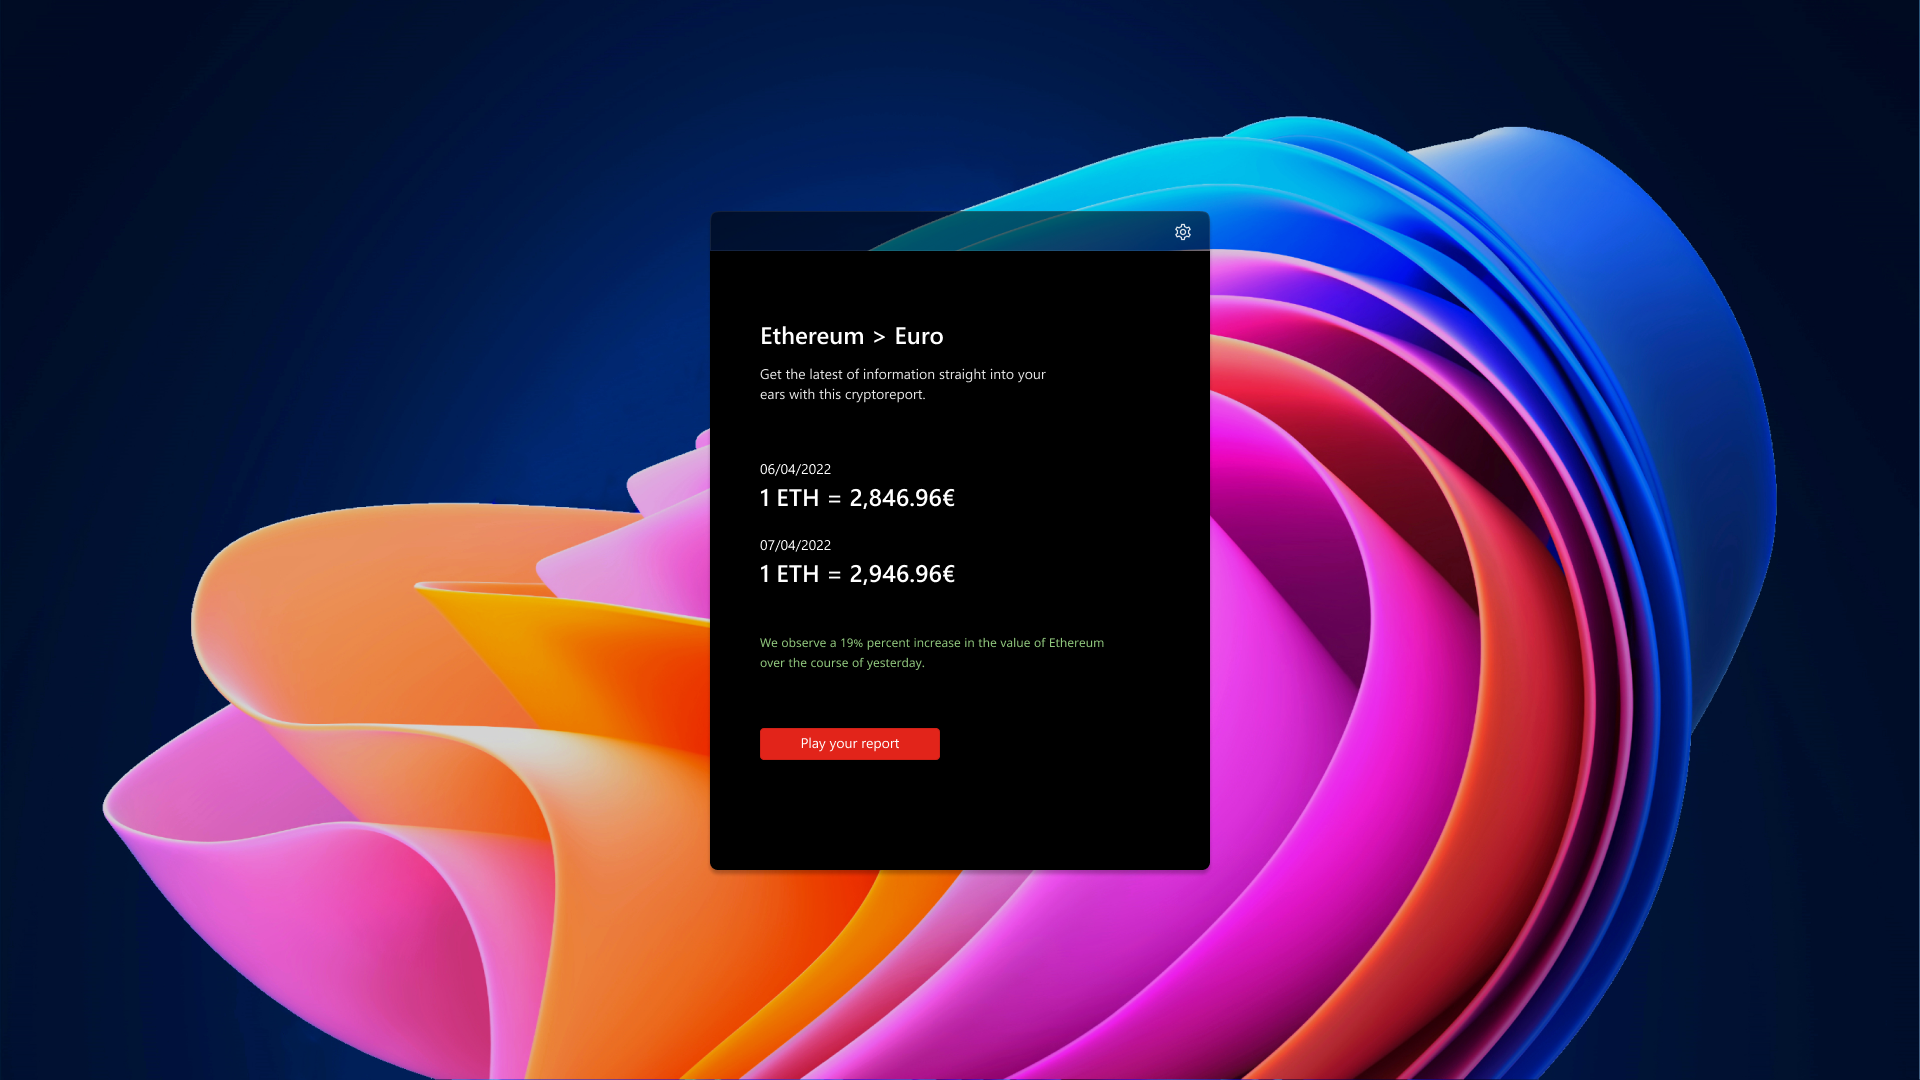 Ethereum > Euro
Get the latest of information straight into your
ears with this cryptoreport.
06/04/2022
1 ETH = 2,846.96€
07/04/2022
1 ETH = 2,946.96€
We observe a 19% percent increase in the value of Ethereum
over the course of yesterday.
Play your report